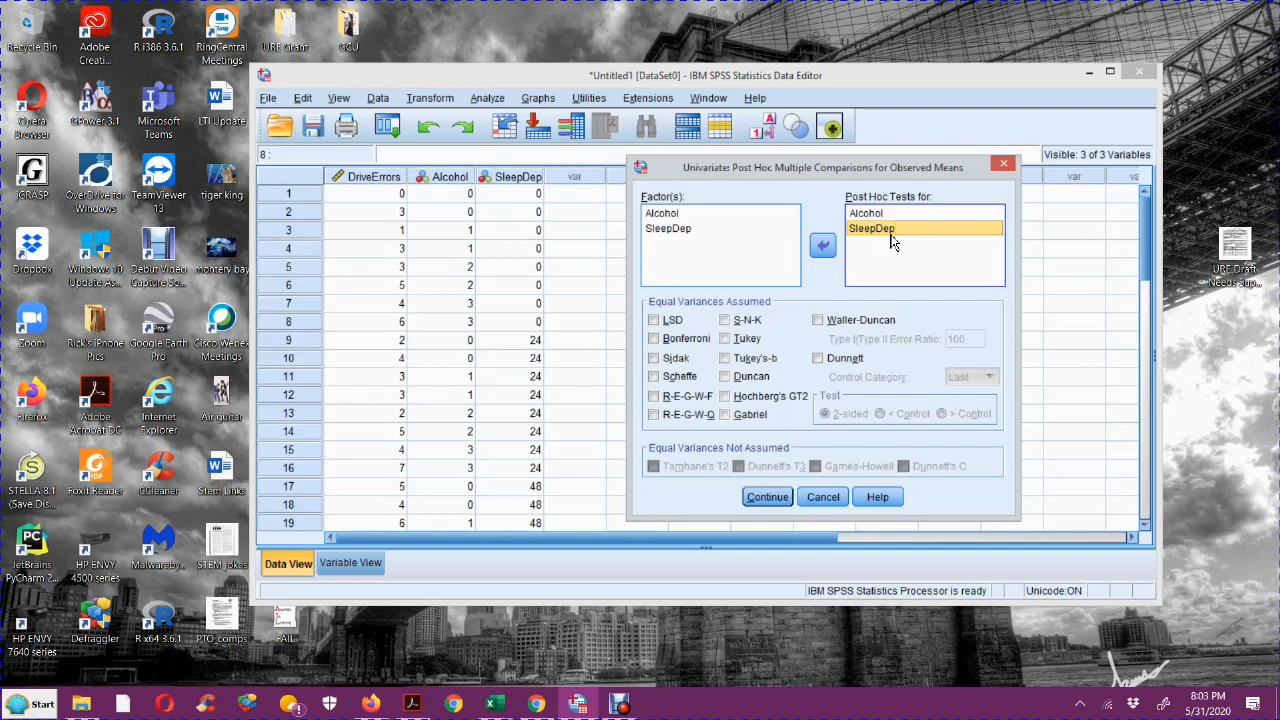 Recycle Bin
Adobe
Creati...
R i386 3.6.1
RingCentral
Meetings
URE Grant
CCU
Opera
Browser
GPower 3.1
Microsoft
Teams
LTI Update
GRASP
OverDrive for
Windows
TeamViewer
13
tiger king
Dropbox
Windows 10
Update As...
Debut Video
Capture So...
montery bay
Zoom
Rick's iPhone
Pics
Google Earth
Pro
Cisco Webex
Meetings
Firefox
Adobe
Acrobat DC
Internet
Explorer
Air guitar
STELLA 8.1
(Save Dis...
Foxit Reader
CCleaner
Stem Links
JetBrains
PyCharm 2...
HP ENVY
4500 series
Malwareby...
STEM jokes
HP ENVY
7640 series
Defraggler
R x64 3.6.1
PTO_comps
FAIL
URE Draft
Needs Sup...
*Untitled1 [DataSet0] - IBM SPSS Statistics Data Editor
File Edit View Data Transform Analyze Graphs Utilities Extensions Window Help
8 :
Visible: 3 of 3 Variables
DriveErrors Alcohol SleepDep var var va
1 0 0 0
2 3 0 0
3 1 1 0
4 3 1 0
5 3 2 0
6 5 2 0
7 4 3 0
8 6 3 0
9 2 0 24
10 4 0 24
11 3 1 24
12 3 1 24
13 2 2 24
14 5 2 24
15 4 3 24
16 7 3 24
17 5 0 48
18 4 0 48
19 6 1 48
Data View Variable View
IBM SPSS Statistics Processor is ready Unicode:ON
Univariate: Post Hoc Multiple Comparisons for Observed Means
Factor(s):
Alcohol
SleepDep
Post Hoc Tests for:
Alcohol
SleepDep
Equal Variances Assumed
LSD S-N-K Waller-Duncan
Bonferroni Tukey Type I/Type II Error Ratio: 100
Sidak Tukey's-b Dunnett
Scheffe Duncan Control Category: Last
R-E-G-W-F Hochberg's GT2 Test
R-E-G-W-Q Gabriel 2-sided < Control > Control
Equal Variances Not Assumed
Tamhane's T2 Dunnett's T3 Games-Howell Dunnett's C
Continue Cancel Help
Start
8:03 PM
5/31/2020